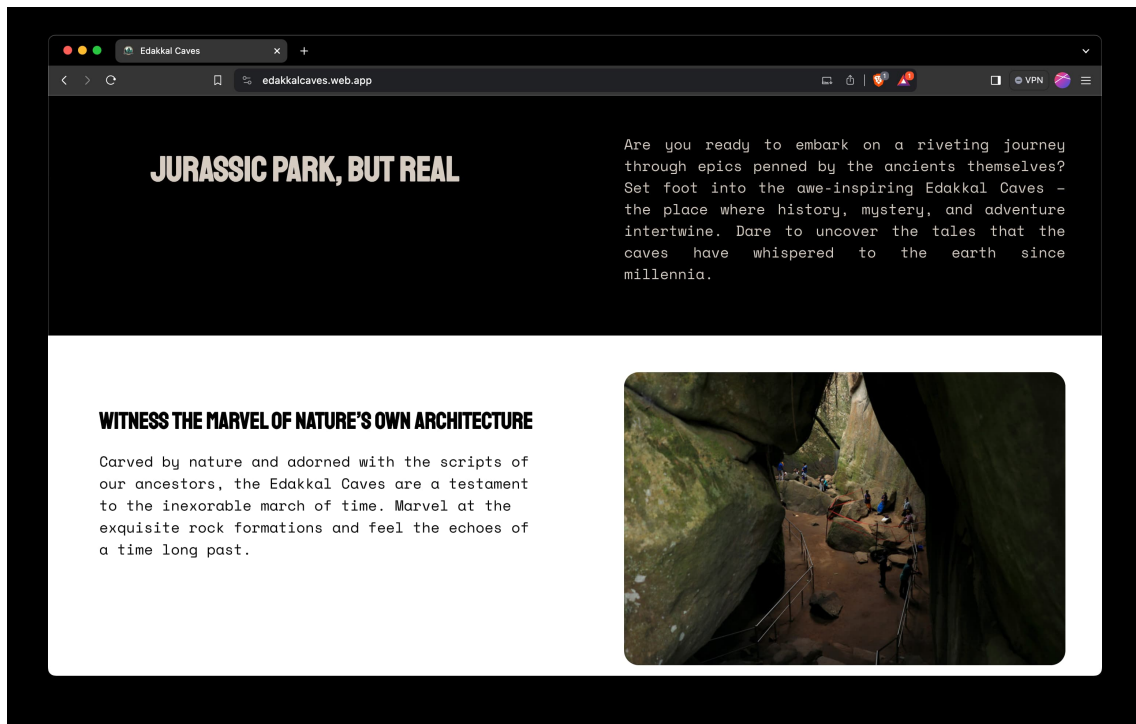 Edakkal Caves
edakkalcaves.web.app
1
1
VPN
JURASSIC PARK, BUT REAL
Are you ready to embark on a riveting journey
through epics penned by the ancients themselves?
Set foot into the awe-inspiring Edakkal Caves –
the place where history, mystery, and adventure
intertwine. Dare to uncover the tales that the
caves have whispered to the earth since
millennia.
WITNESS THE MARVEL OF NATURE'S OWN ARCHITECTURE
Carved by nature and adorned with the scripts of
our ancestors, the Edakkal Caves are a testament
to the inexorable march of time. Marvel at the
exquisite rock formations and feel the echoes of
a time long past.